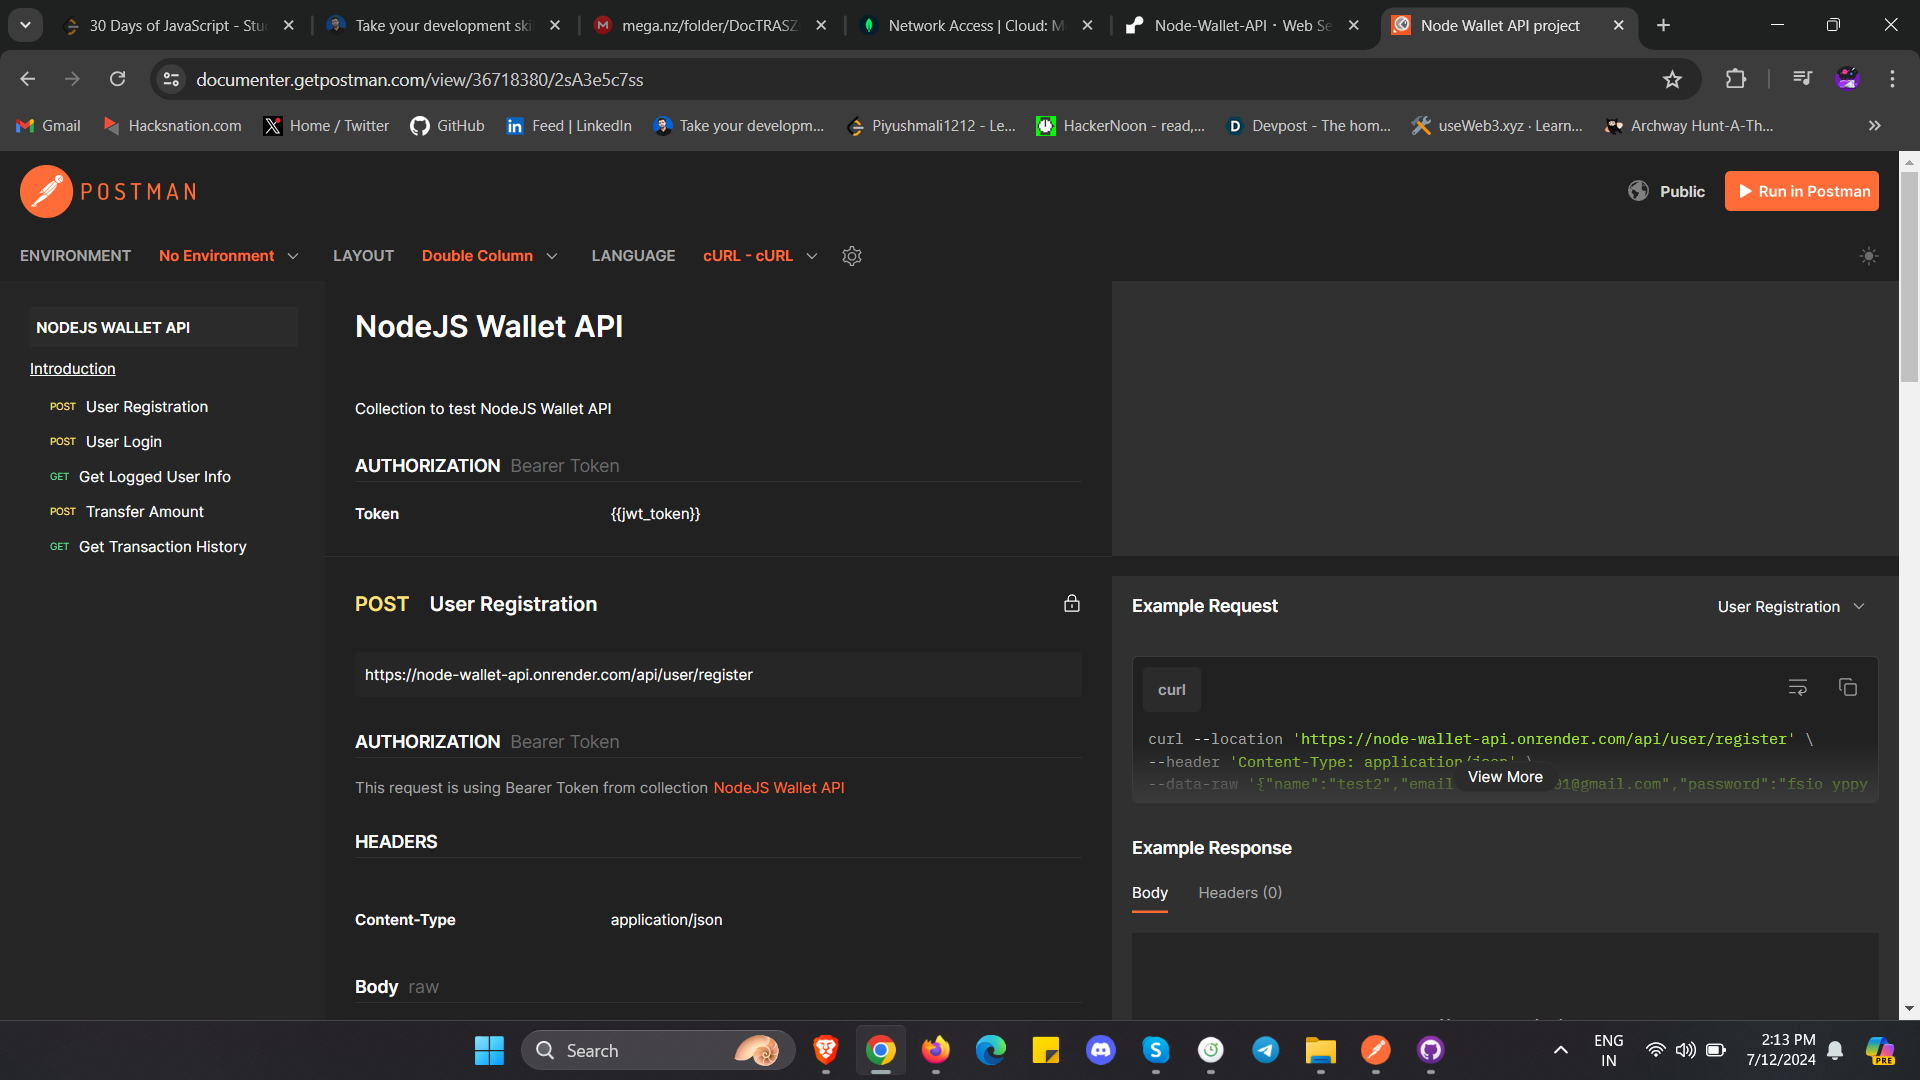 30 Days of JavaScript - Stu
Take your development ski
mega.nz/folder/DocTRASZ
Network Access | Cloud: M
Node-Wallet-API · Web Se
Node Wallet API project
documenter.getpostman.com/view/36718380/2sA3e5c7ss
Gmail
Hacksnation.com
Home / Twitter
GitHub
Feed | LinkedIn
Take your developm...
Piyushmali1212 - Le...
HackerNoon - read,...
Devpost - The hom...
useWeb3.xyz · Learn...
Archway Hunt-A-Th...
POSTMAN
Public
Run in Postman
ENVIRONMENT No Environment LAYOUT Double Column LANGUAGE cURL - cURL
NODEJS WALLET API
Introduction
POST User Registration
POST User Login
GET Get Logged User Info
POST Transfer Amount
GET Get Transaction History
NodeJS Wallet API
Collection to test NodeJS Wallet API
AUTHORIZATION Bearer Token
Token {{jwt_token}}
POST User Registration
https://node-wallet-api.onrender.com/api/user/register
AUTHORIZATION Bearer Token
This request is using Bearer Token from collection NodeJS Wallet API
HEADERS
Content-Type application/json
Body raw
Example Request
User Registration
curl
curl --location 'https://node-wallet-api.onrender.com/api/user/register' \
--header 'Content-Type: application/json' \
--data-raw '{"name":"test2","email 01@gmail.com","password":"fsio yppy
View More
Example Response
Body Headers (0)
Search
ENG
IN
2:13 PM
7/12/2024
PRE